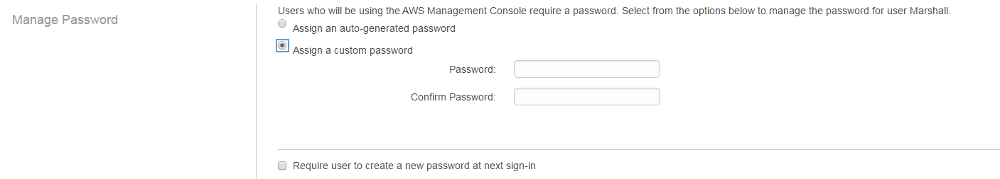 Manage Password
Users who will be using the AWS Management Console require a password. Select from the options below to manage the password for user Marshall.
Assign an auto-generated password
Assign a custom password
Password:
Confirm Password:
Require user to create a new password at next sign-in